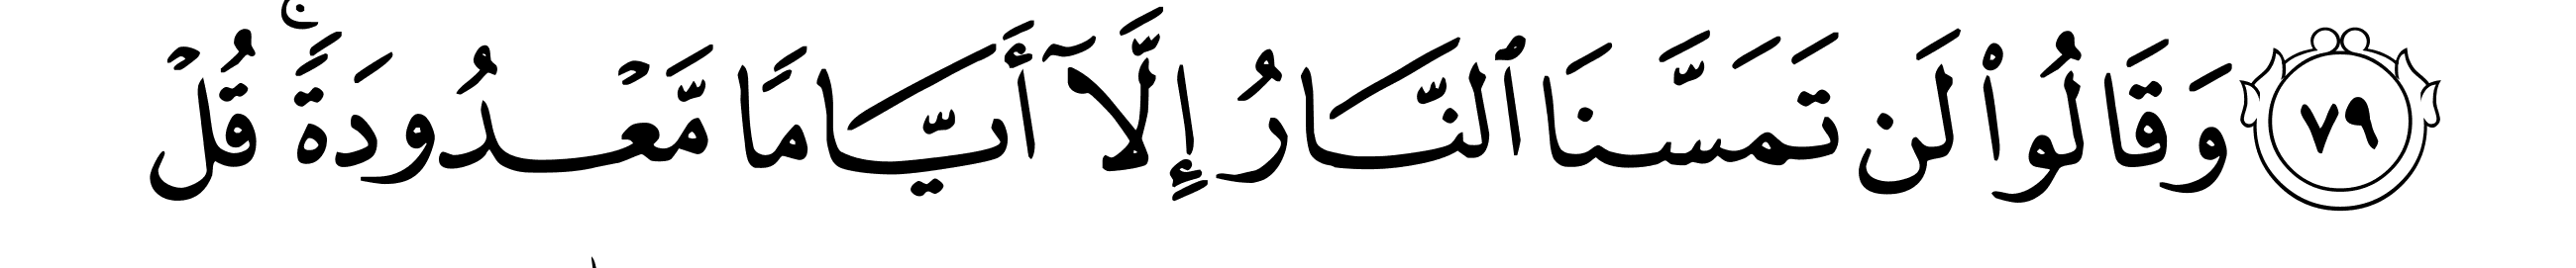 ٧٩ وَقَالُوا۟ لَن تَمَسَّنَا ٱلنَّارُ إِلَّآ أَيَّامًا مَّعْدُودَةً ۚ قُلْ